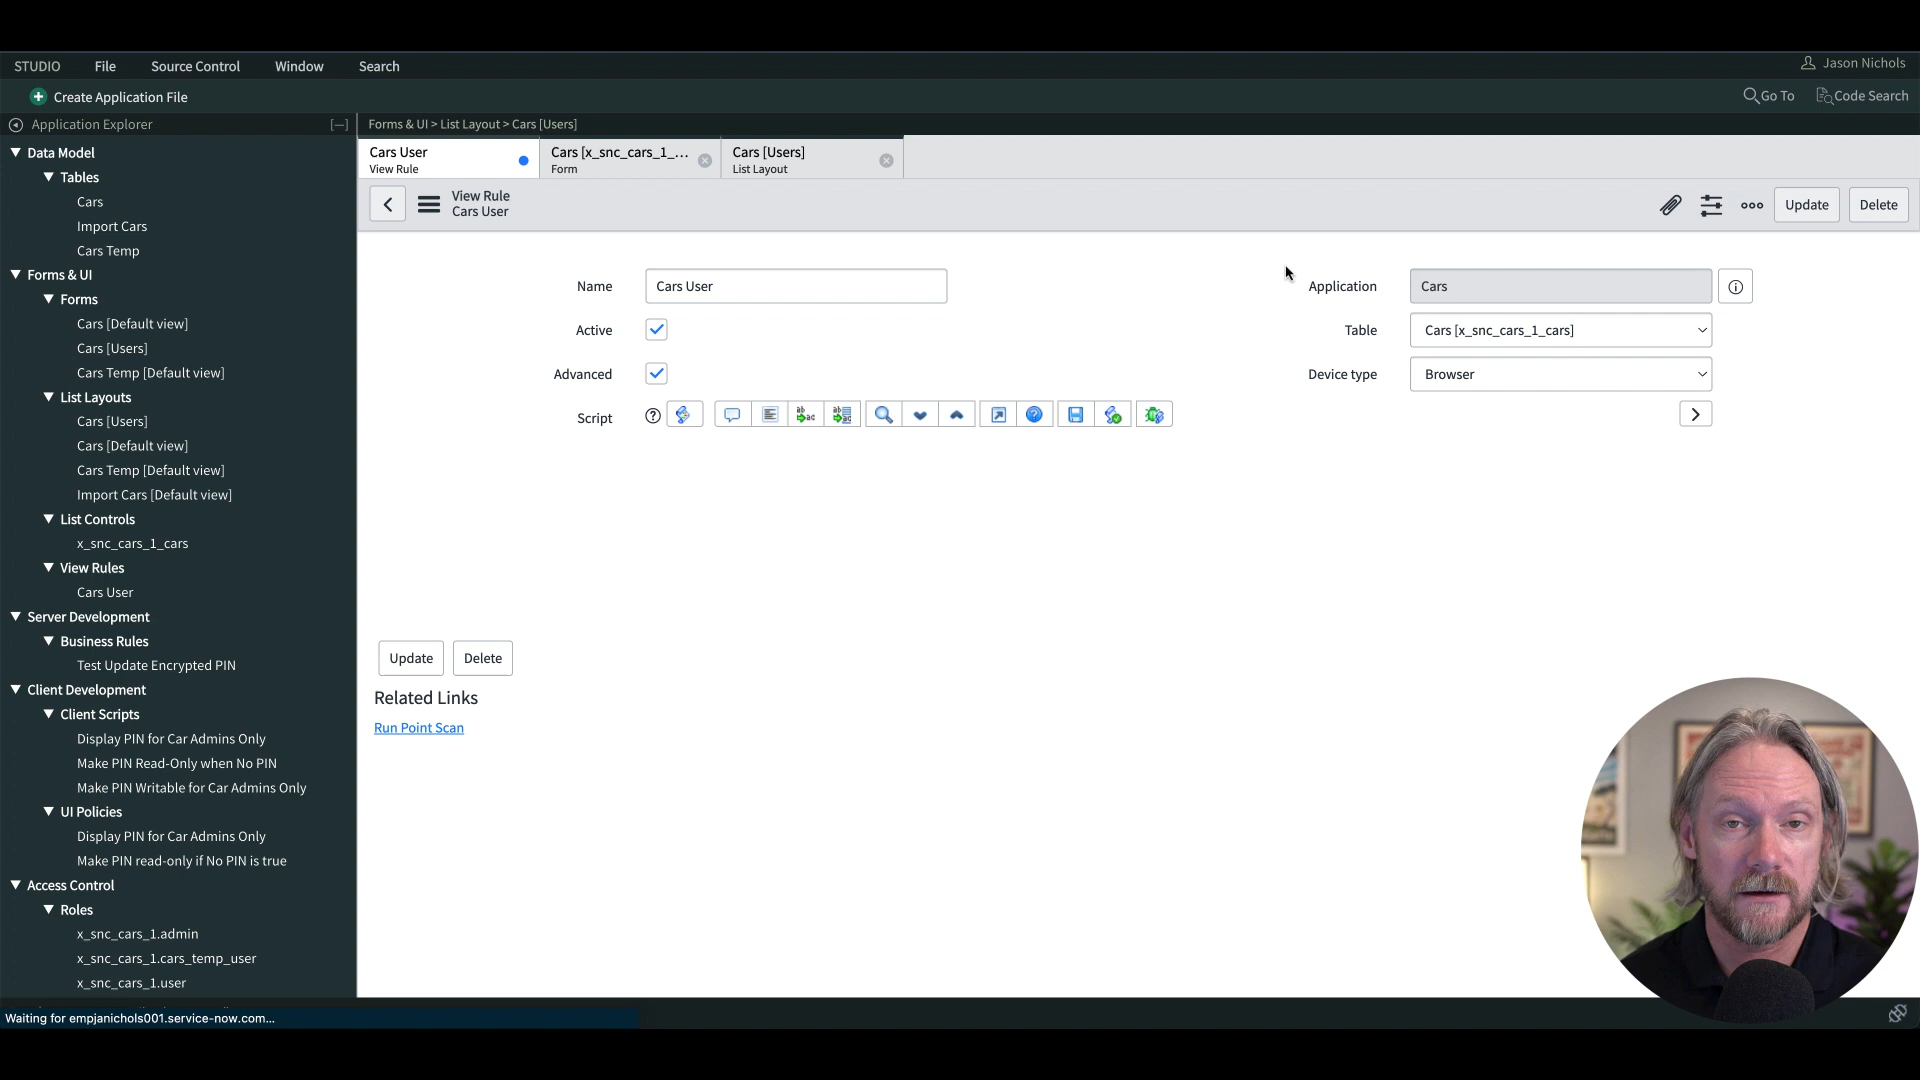 STUDIO File Source Control Window Search
Jason Nichols
Create Application File
Go To Code Search
Application Explorer [—]
Forms & UI > List Layout > Cars [Users]
Data Model
Tables
Cars
Import Cars
Cars Temp
Forms & UI
Forms
Cars [Default view]
Cars [Users]
Cars Temp [Default view]
List Layouts
Cars [Users]
Cars [Default view]
Cars Temp [Default view]
Import Cars [Default view]
List Controls
x_snc_cars_1_cars
View Rules
Cars User
Server Development
Business Rules
Test Update Encrypted PIN
Client Development
Client Scripts
Display PIN for Car Admins Only
Make PIN Read-Only when No PIN
Make PIN Writable for Car Admins Only
UI Policies
Display PIN for Car Admins Only
Make PIN read-only if No PIN is true
Access Control
Roles
x_snc_cars_1.admin
x_snc_cars_1.cars_temp_user
x_snc_cars_1.user
Waiting for empjanichols001.service-now.com...
Cars User
View Rule
Cars [x_snc_cars_1_...
Form
Cars [Users]
List Layout
View Rule
Cars User
Update Delete
Name Cars User
Application Cars
Active
Table Cars [x_snc_cars_1_cars]
Advanced
Device type Browser
Script
Update Delete
Related Links
Run Point Scan